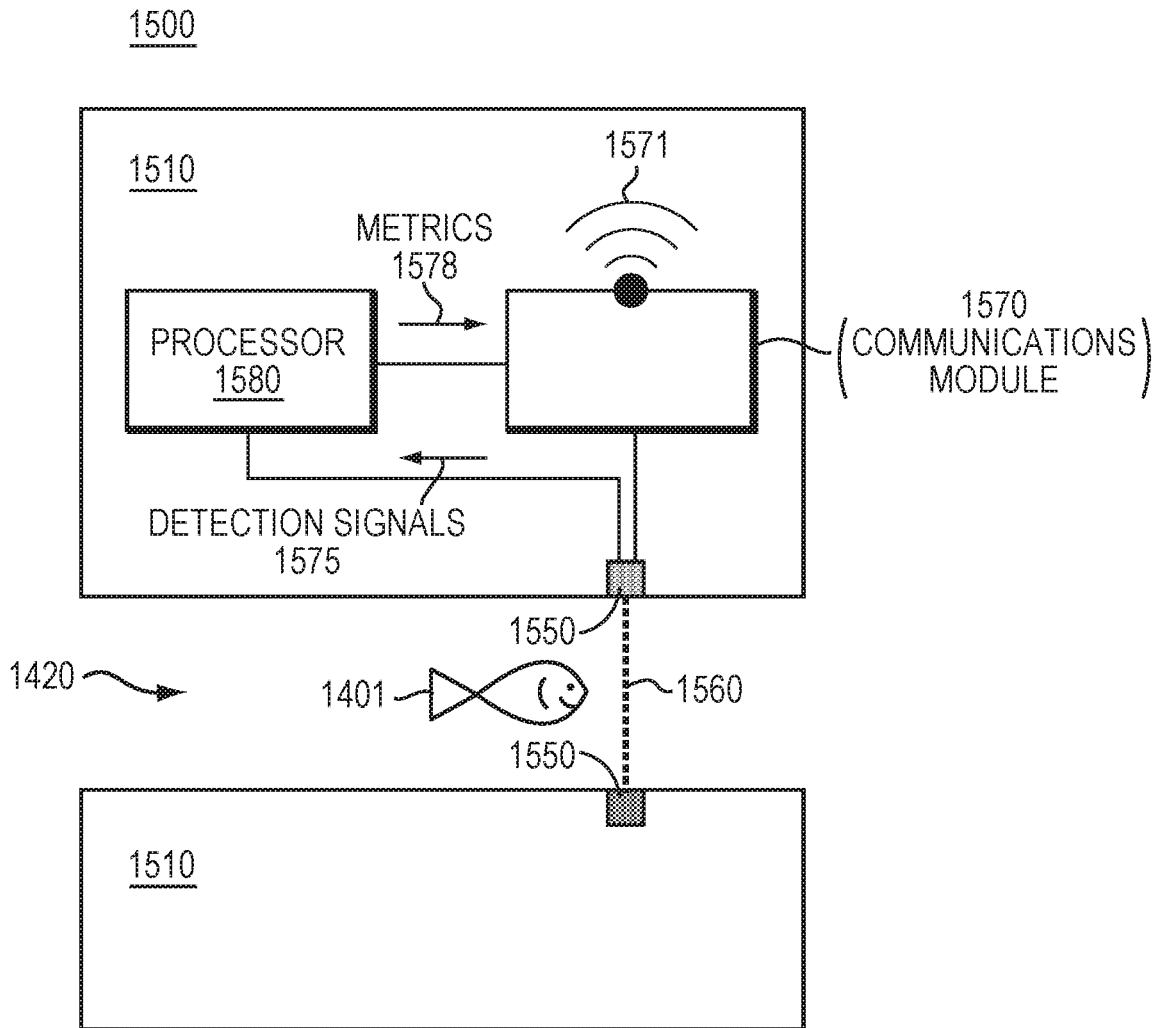 1500
1510
1571
METRICS
1578
PROCESSOR
1580
1570
(COMMUNICATIONS
MODULE)
DETECTION SIGNALS
1575
1550
1420
1401
1560
1550
1510